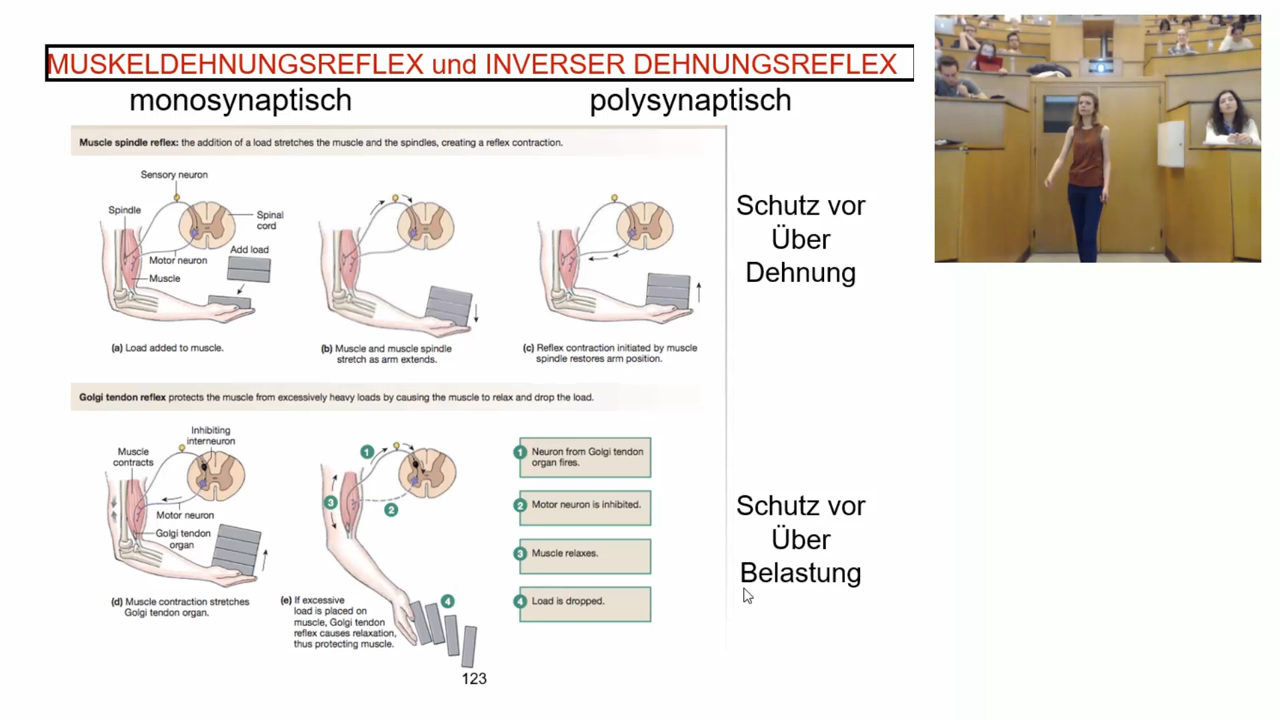 MUSKELDEHNUNGSREFLEX und INVERSER DEHNUNGSREFLEX
monosynaptisch
polysynaptisch
Muscle spindle reflex: the addition of a load stretches the muscle and the spindles, creating a reflex contraction.
Sensory neuron
Spindle
Spinal
cord
Add load
Motor neuron
Muscle
(a) Load added to muscle.
(b) Muscle and muscle spindle
stretch as arm extends.
(c) Reflex contraction initiated by muscle
spindle restores arm position.
Schutz vor
Über
Dehnung
Golgi tendon reflex protects the muscle from excessively heavy loads by causing the muscle to relax and drop the load.
Inhibiting
interneuron
Muscle
contracts
Motor neuron
Golgi tendon
organ
(d) Muscle contraction stretches
Golgi tendon organ.
1
2
3
4
(e) If excessive
load is placed on
muscle, Golgi tendon
reflex causes relaxation,
thus protecting muscle.
1 Neuron from Golgi tendon
organ fires.
2 Motor neuron is inhibited.
3 Muscle relaxes.
4 Load is dropped.
Schutz vor
Über
Belastung
123